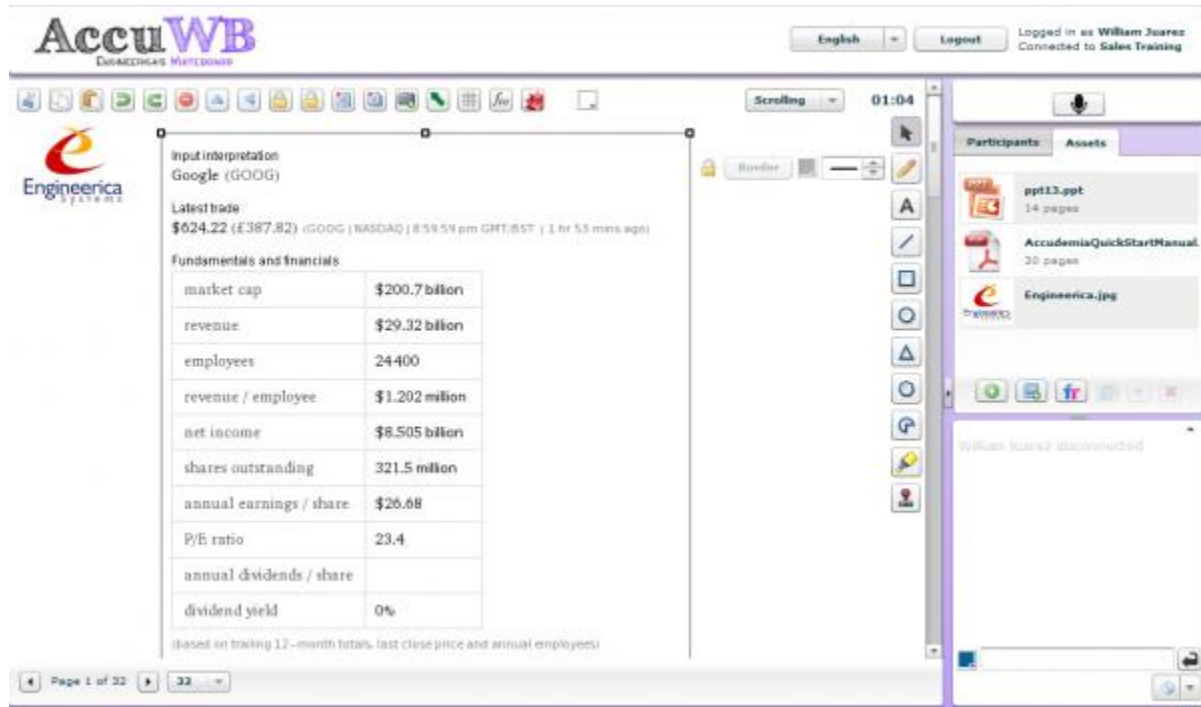 AccuWB
ENGINEERICA'S WHITEBOARD
English
Logout
Logged in as William Juarez
Connected to Sales Training
fxx
Scrolling
01:04
Engineerica
Systems
Input interpretation
Google (GOOG)
Latest trade
$624.22 (£387.82) (GOOG | NASDAQ | 8:59:59 pm GMT/BST | 1 hr 53 mins ago)
Fundamentals and financials
market cap $200.7 billion
revenue $29.32 billion
employees 24400
revenue / employee $1.202 million
net income $8.505 billion
shares outstanding 321.5 million
annual earnings / share $26.68
P/E ratio 23.4
annual dividends / share
dividend yield 0%
(based on trailing 12-month totals, last close price and annual employees)
Border
A
Participants
Assets
ppt13.ppt
14 pages
AccudemiaQuickStartManual.
20 pages
Engineerica.jpg
fr
William Juarez disconnected
Page 1 of 32
32